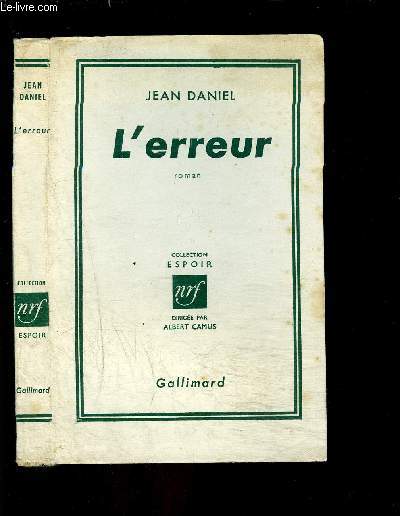 Le-livre.com
JEAN
DANIEL
L'erreur
COLLECTION
nrf
ESPOIR
Gallimard
JEAN DANIEL
L'erreur
roman
COLLECTION
ESPOIR
nrf
DIRIGÉE PAR
ALBERT CAMUS
Gallimard